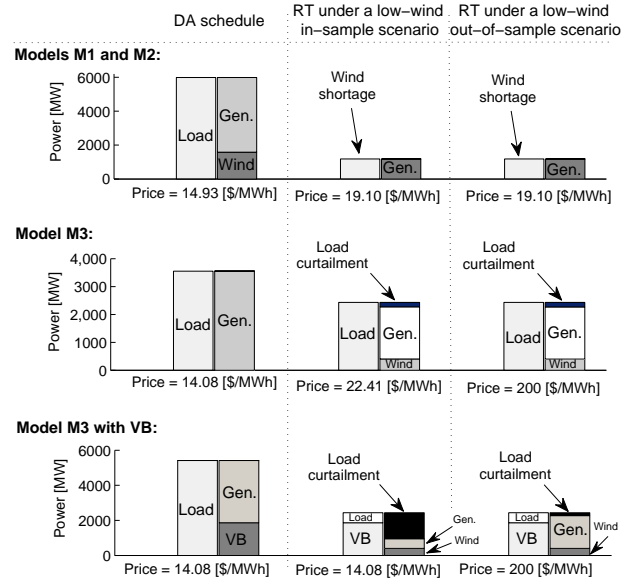 DA schedule
RT under a low-wind
in-sample scenario
RT under a low-wind
out-of-sample scenario
Models M1 and M2:
Power [MW]
6000
4000
2000
0
Load
Gen.
Wind
Wind
shortage
Gen.
Wind
shortage
Gen.
Price = 14.93 [$/MWh]
Price = 19.10 [$/MWh]
Price = 19.10 [$/MWh]
Model M3:
Power [MW]
4,000
3,000
2,000
1,000
0
Load
Gen.
Load
curtailment
Load
Gen.
Wind
Load
curtailment
Load
Gen.
Wind
Price = 14.08 [$/MWh]
Price = 22.41 [$/MWh]
Price = 200 [$/MWh]
Model M3 with VB:
Power [MW]
6000
4000
2000
0
Load
Gen.
VB
Load
curtailment
Load
VB
Gen.
Wind
Load
curtailment
Load
VB
Gen.
Wind
Price = 14.08 [$/MWh]
Price = 14.08 [$/MWh]
Price = 200 [$/MWh]